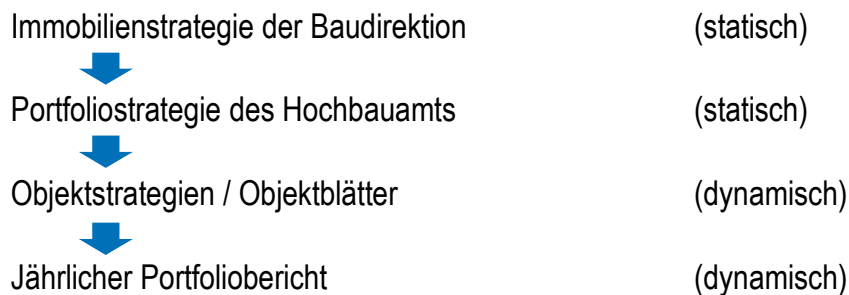 Immobilienstrategie der Baudirektion (statisch)
Portfoliostrategie des Hochbauamts (statisch)
Objektstrategien / Objektblätter (dynamisch)
Jährlicher Portfoliobericht (dynamisch)